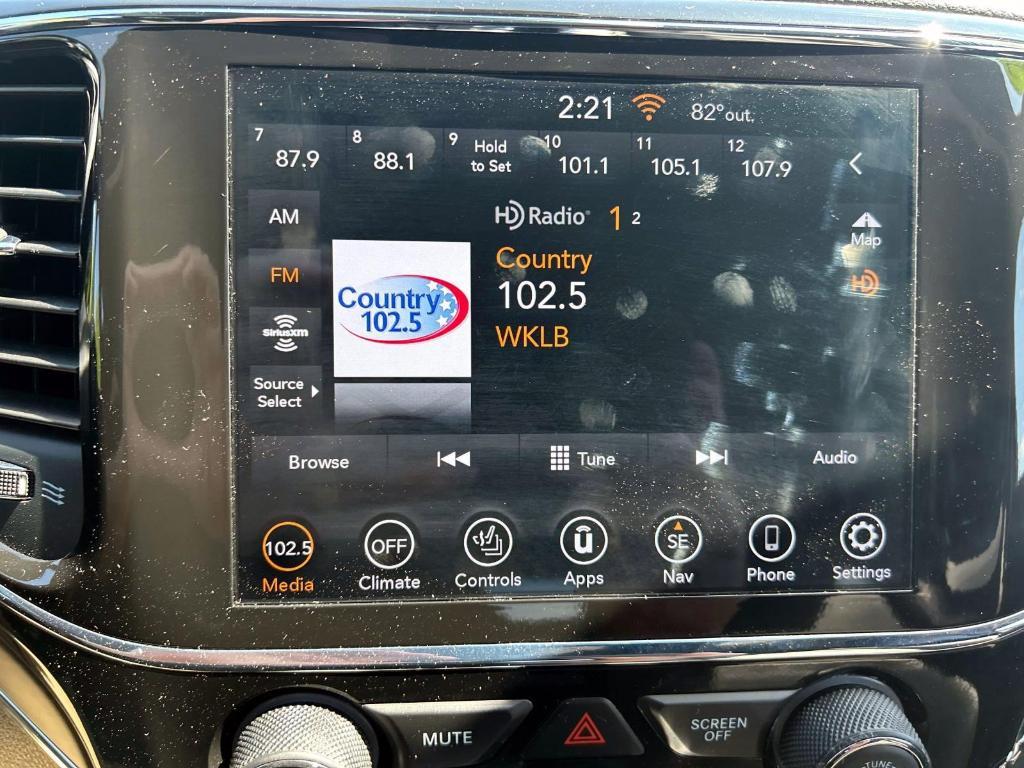 2:21 82° out.
7 87.9 8 88.1 9 Hold to Set 10 101.1 11 105.1 12 107.9
AM
HD Radio® 1 2
Map
FM
HD
Country
102.5
WKLB
Country
102.5
SiriusXM
Source
Select
Browse Tune Audio
102.5 OFF u SE
Media Climate Controls Apps Nav Phone Settings
MUTE SCREEN
OFF
TUNE